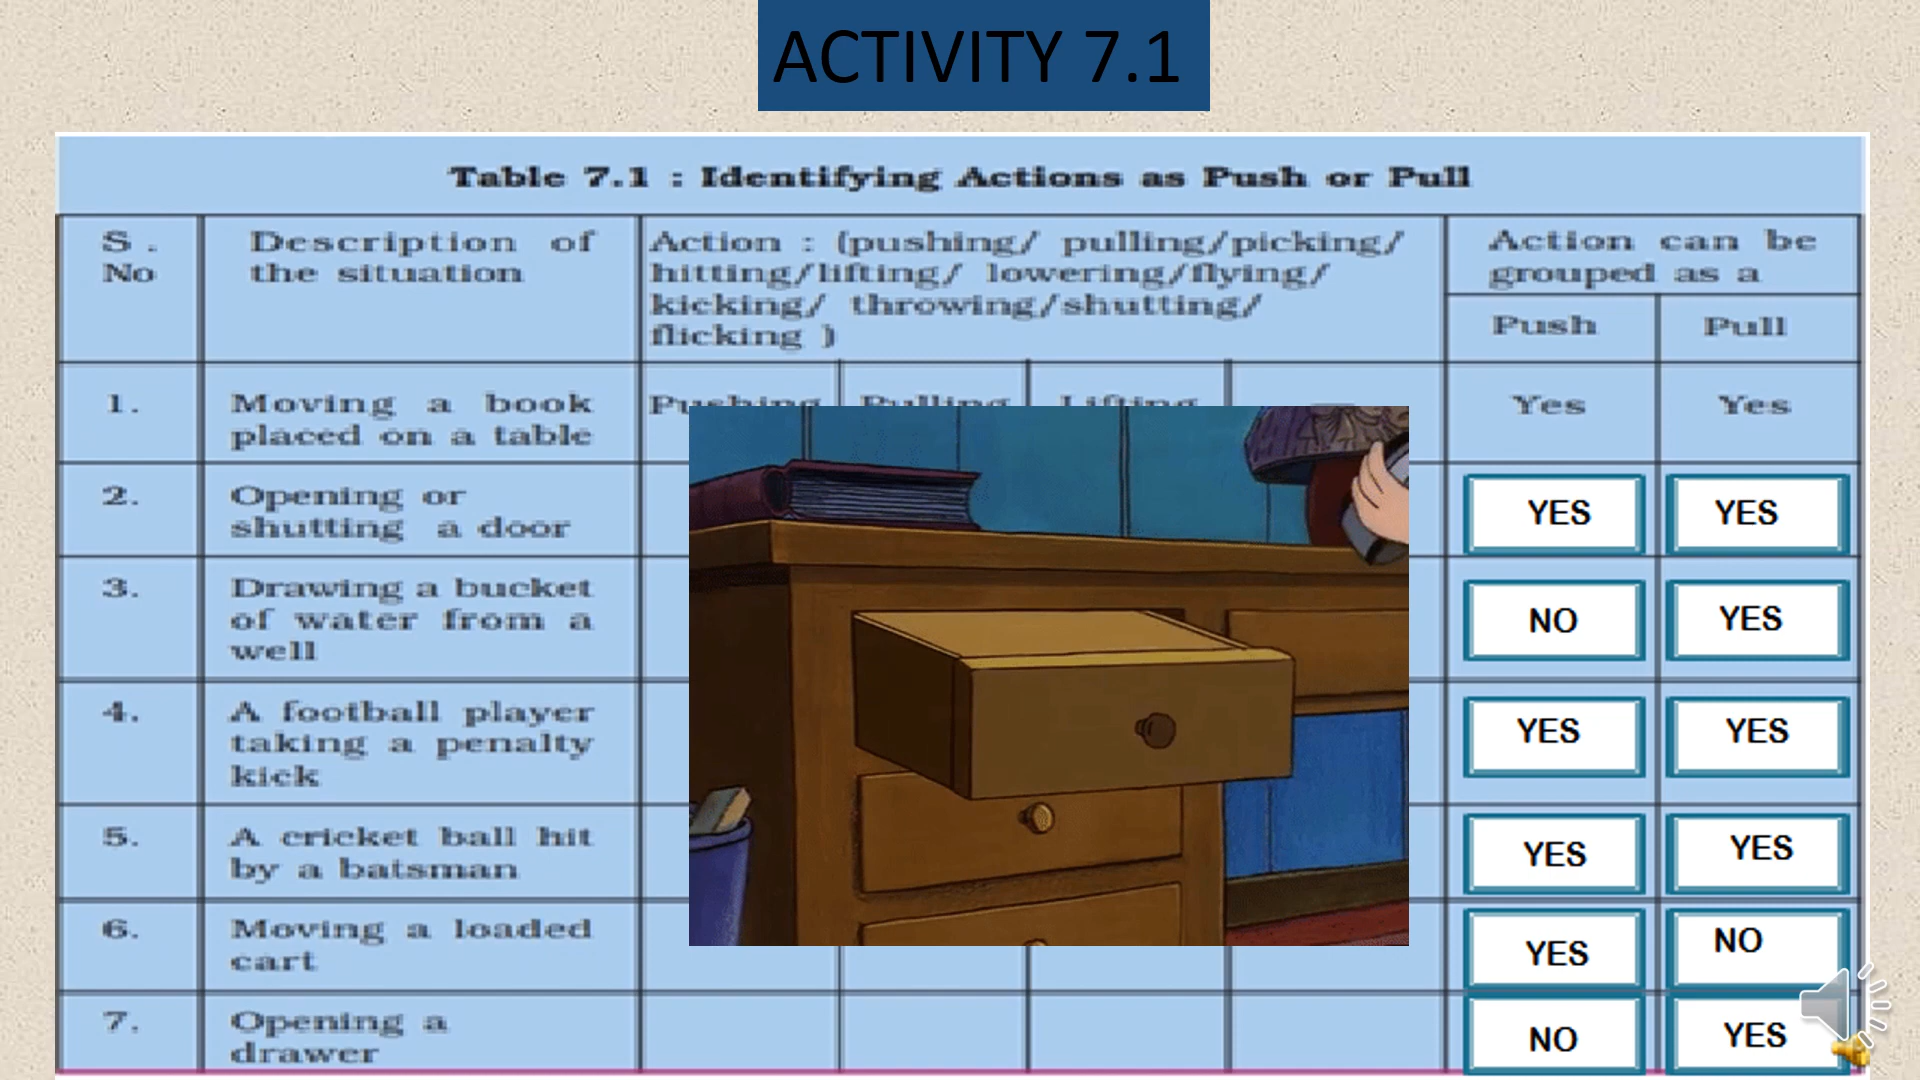 ACTIVITY 7.1
Table 7.1 : Identifying Actions as Push or Pull
S .
No
Description of
the situation
Action : (pushing/ pulling/picking/
hitting/lifting/ lowering/flying/
kicking/ throwing/shutting/
flicking )
Action can be
grouped as a
Push Pull
1. Moving a book
placed on a table
Pushing Pulling Lifting — Yes Yes
2. Opening or
shutting a door
YES YES
3. Drawing a bucket
of water from a
well
NO YES
4. A football player
taking a penalty
kick
YES YES
5. A cricket ball hit
by a batsman
YES YES
6. Moving a loaded
cart
YES NO
7. Opening a
drawer
NO YES